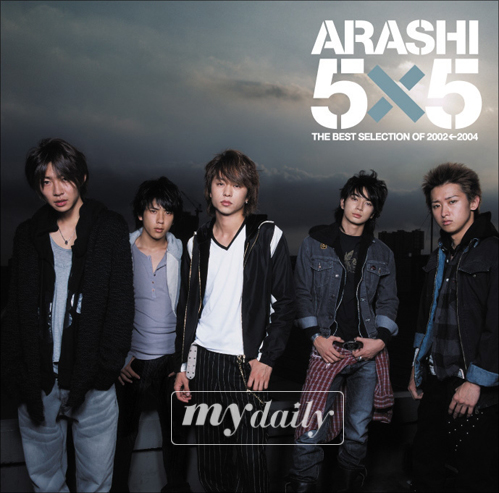 ARASHI
5×5
THE BEST SELECTION OF 2002←2004
mydaily